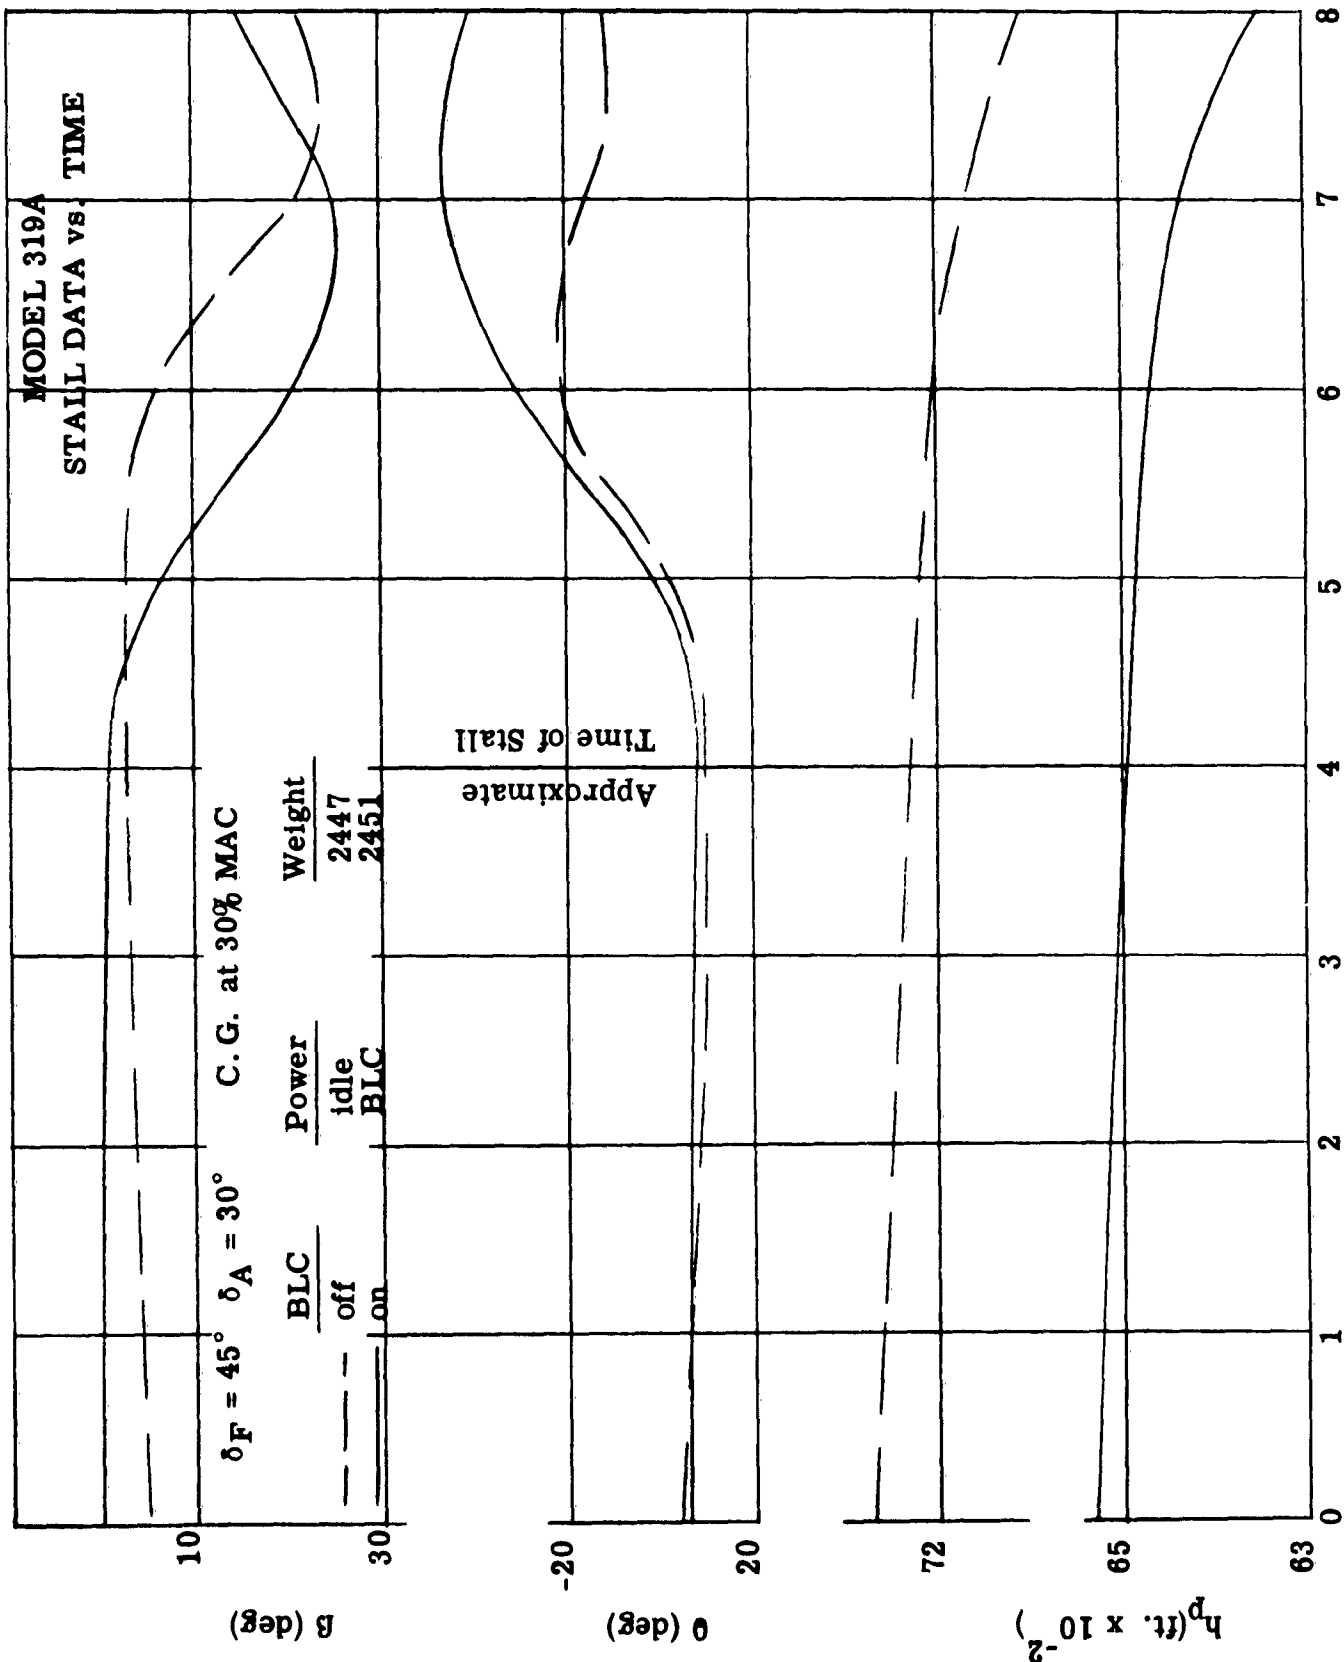 MODEL 319A
STALL DATA vs. TIME
δF = 45° δA = 30° C. G. at 30% MAC
BLC Power Weight
off idle 2447
on BLC 2451
Approximate
Time of Stall
β (deg)
10
30
θ (deg)
-20
20
hp(ft. x 10-2)
72
65
63
0 1 2 3 4 5 6 7 8